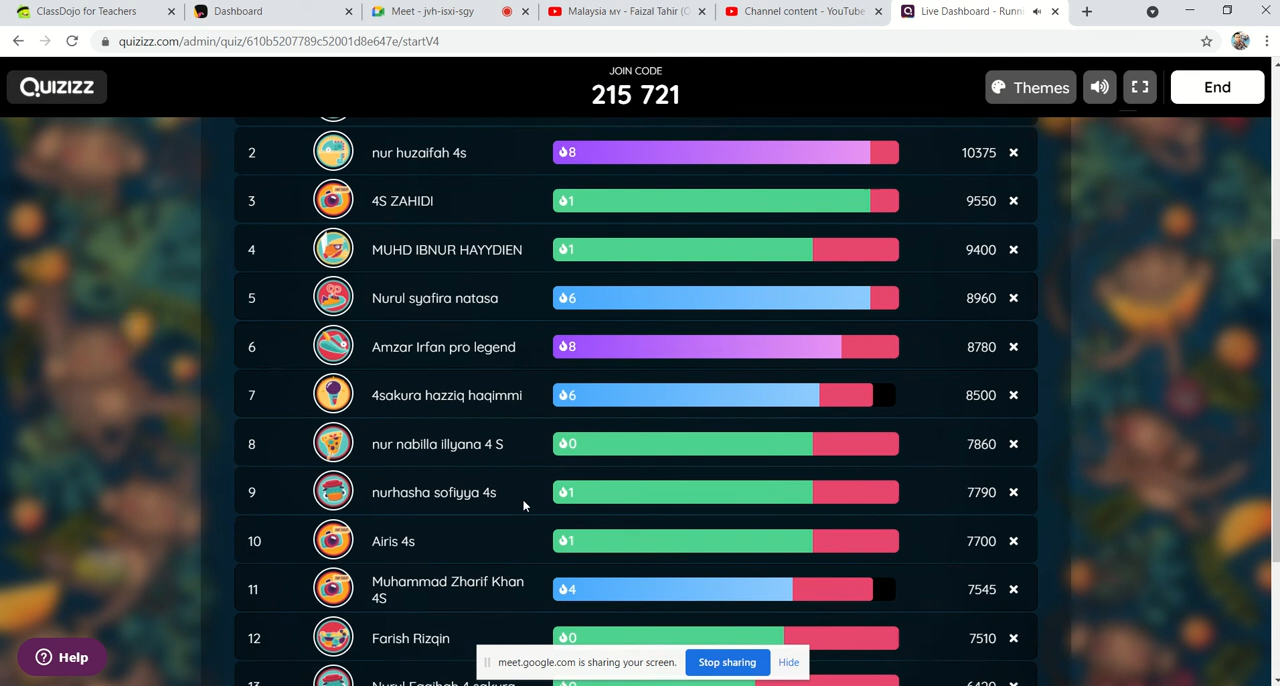 ClassDojo for Teachers
Dashboard
Meet - jvh-isxi-sgy
Malaysia MY - Faizal Tahir (O
Channel content - YouTube
Live Dashboard - Runni
quizizz.com/admin/quiz/610b5207789c52001d8e647e/startV4
Quizizz
JOIN CODE
215 721
Themes
End
2 nur huzaifah 4s 8 10375
3 4S ZAHIDI 1 9550
4 MUHD IBNUR HAYYDIEN 1 9400
5 Nurul syafira natasa 6 8960
6 Amzar Irfan pro legend 8 8780
7 4sakura hazziq haqimmi 6 8500
8 nur nabilla illyana 4 S 0 7860
9 nurhasha sofiyya 4s 1 7790
10 Airis 4s 1 7700
11 Muhammad Zharif Khan
4S 4 7545
12 Farish Rizqin 0 7510
Help
meet.google.com is sharing your screen.
Stop sharing
Hide